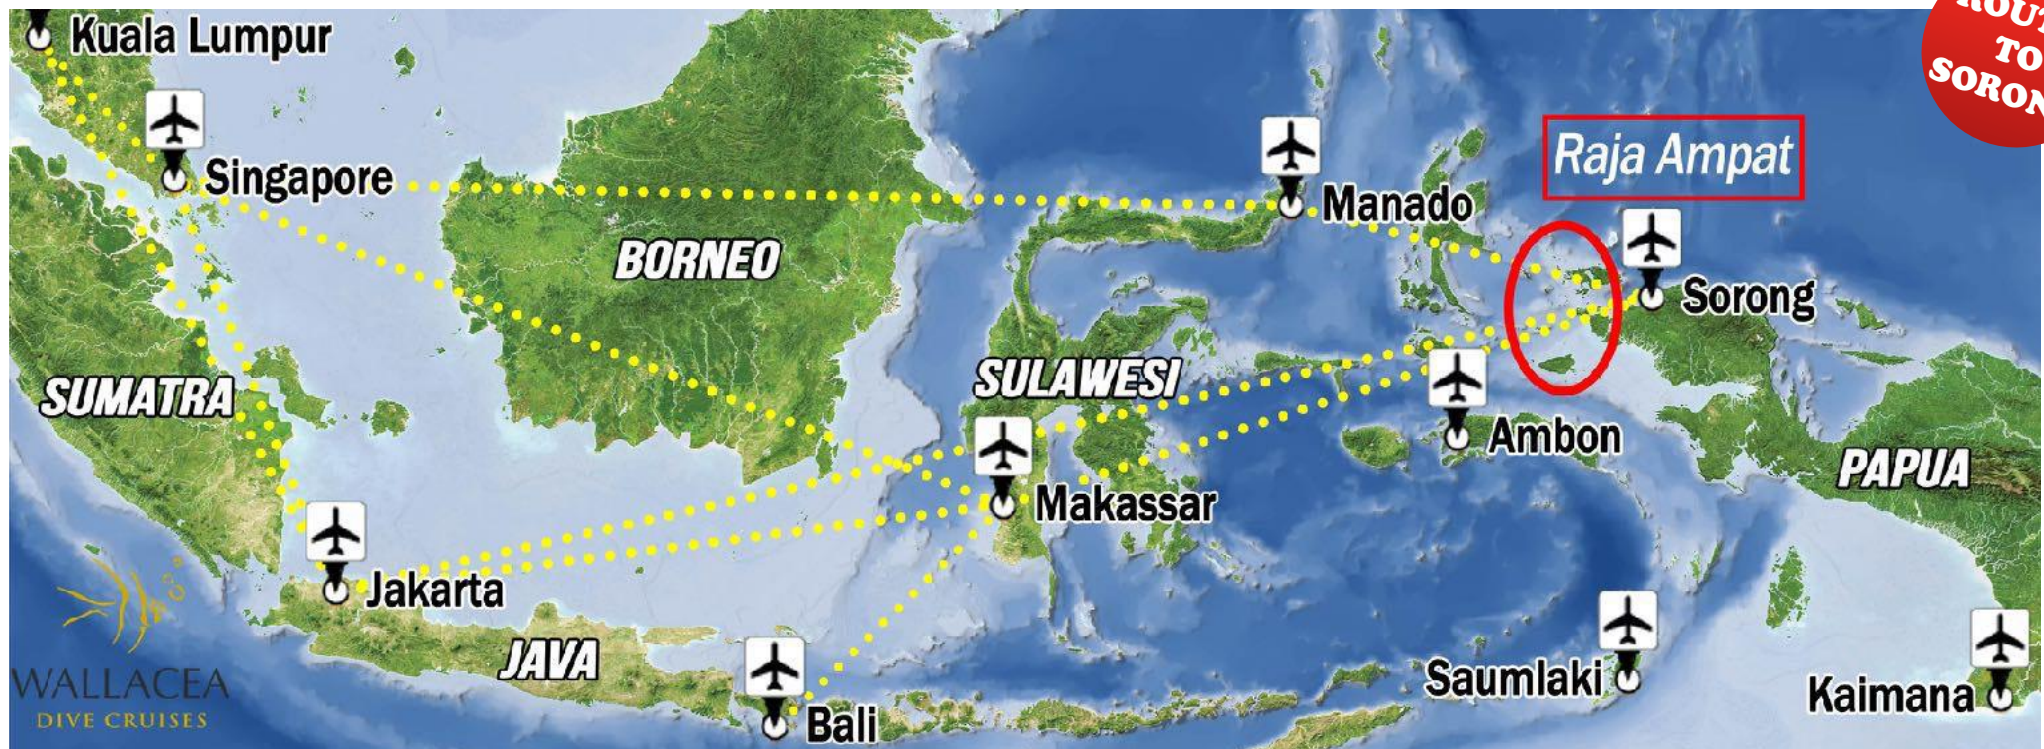 Kuala Lumpur
TO
Singapore
Raja Ampat
Manado
BORNEO
Sorong
SULAWESI
SUMATRA
Ambon
PAPUA
Makassar
Jakarta
JAVA
Saumlaki
Kaimana
Bali
WALLACEA
DIVE CRUISES